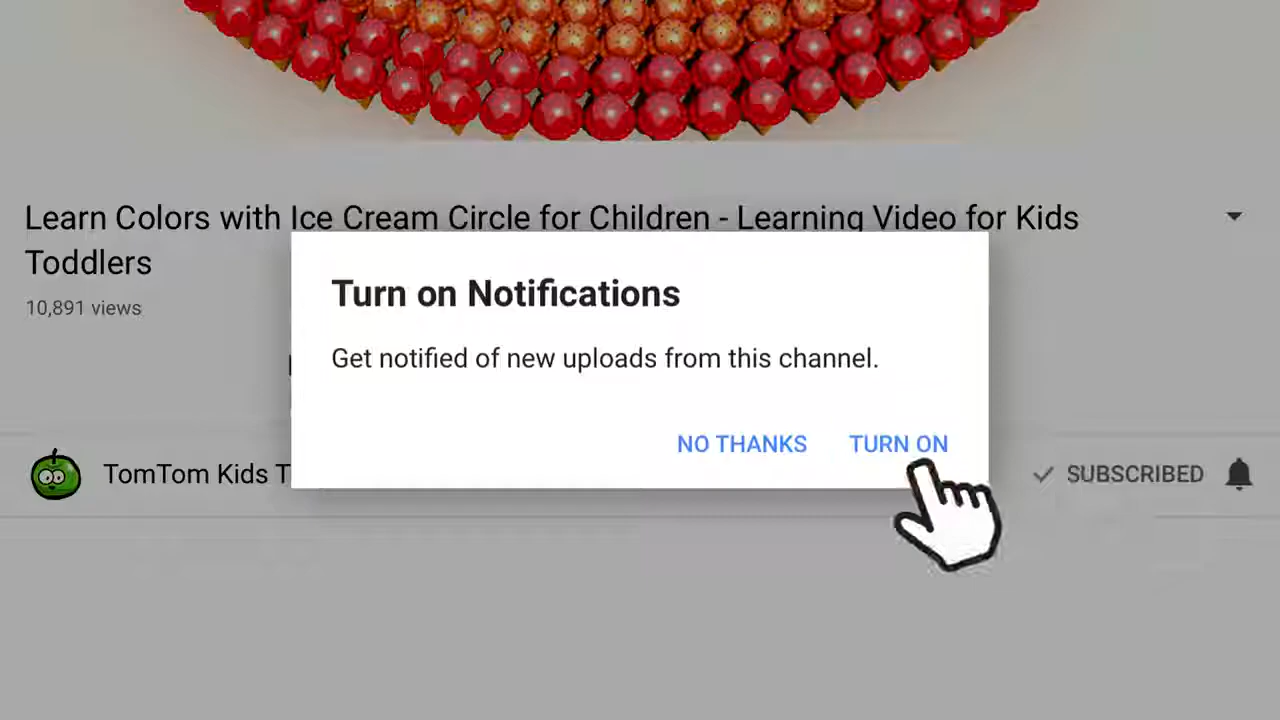 Learn Colors with Ice Cream Circle for Children - Learning Video for Kids
Toddlers
10,891 views
Turn on Notifications
Get notified of new uploads from this channel.
NO THANKS TURN ON
TomTom Kids T
SUBSCRIBED